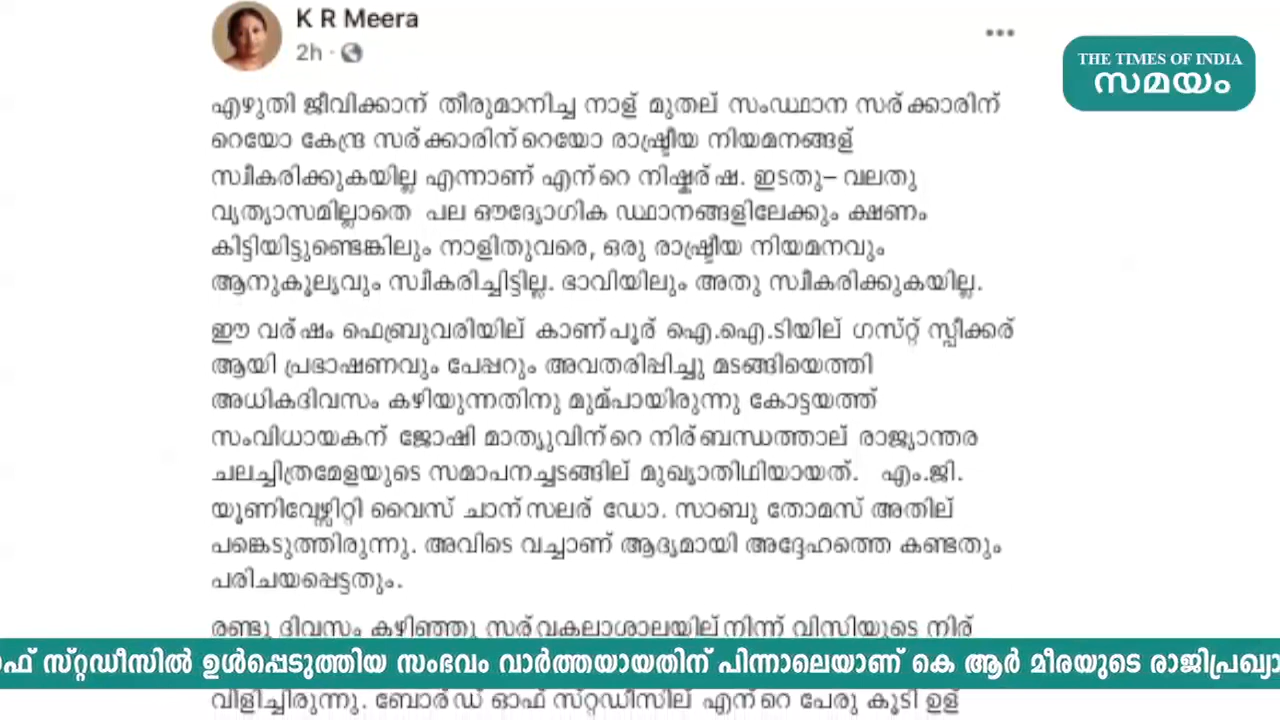 K R Meera
2h ·
THE TIMES OF INDIA
സമയം
എഴുതി ജീവിക്കാന് തീരുമാനിച്ച നാള് മുതല് സംസ്ഥാന സര്ക്കാരിന്
റെയോ കേന്ദ്ര സര്ക്കാരിന്റെയോ രാഷ്ട്രീയ നിയമനങ്ങള്
സ്വീകരിക്കുകയില്ല എന്നാണ് എന്റെ നിഷ്കര്ഷ. ഇടതു– വലതു
വ്യത്യാസമില്ലാതെ പല ഔദ്യോഗിക സ്ഥാനങ്ങളിലേക്കും ക്ഷണം
കിട്ടിയിട്ടുണ്ടെങ്കിലും നാളിതുവരെ, ഒരു രാഷ്ട്രീയ നിയമനവും
ആനുകൂല്യവും സ്വീകരിച്ചിട്ടില്ല. ഭാവിയിലും അതു സ്വീകരിക്കുകയില്ല.
ഈ വര്ഷം ഫെബ്രുവരിയില് കാണ്പൂര് ഐ.ഐ.ടിയില് ഗസ്റ്റ് സ്പീക്കര്
ആയി പ്രഭാഷണവും പേപ്പറും അവതരിപ്പിച്ചു മടങ്ങിയെത്തി
അധികദിവസം കഴിയുന്നതിനു മുമ്പായിരുന്നു കോട്ടയത്ത്
സംവിധായകന് ജോഷി മാത്യുവിന്റെ നിര്ബന്ധത്താല് രാജ്യാന്തര
ചലച്ചിത്രമേളയുടെ സമാപനച്ചടങ്ങില് മുഖ്യാതിഥിയായത്. എം.ജി.
യൂണിവേഴ്സിറ്റി വൈസ് ചാന്സലര് ഡോ. സാബു തോമസ് അതില്
പങ്കെടുത്തിരുന്നു. അവിടെ വച്ചാണ് ആദ്യമായി അദ്ദേഹത്തെ കണ്ടതും
പരിചയപ്പെട്ടതും.
രണ്ടു ദിവസം കഴിഞ്ഞു സര്വകലാശാലയില് നിന്ന് വിസിയുടെ നിര്
ഫ് സ്റ്റഡീസിൽ ഉൾപ്പെടുത്തിയ സംഭവം വാർത്തയായതിന് പിന്നാലെയാണ് കെ ആർ മീരയുടെ രാജിപ്രഖ്യാ
വിളിച്ചിരുന്നു. ബോര്ഡ് ഓഫ് സ്റ്റഡീസില് എന്റെ പേരു കൂടി ഉള്